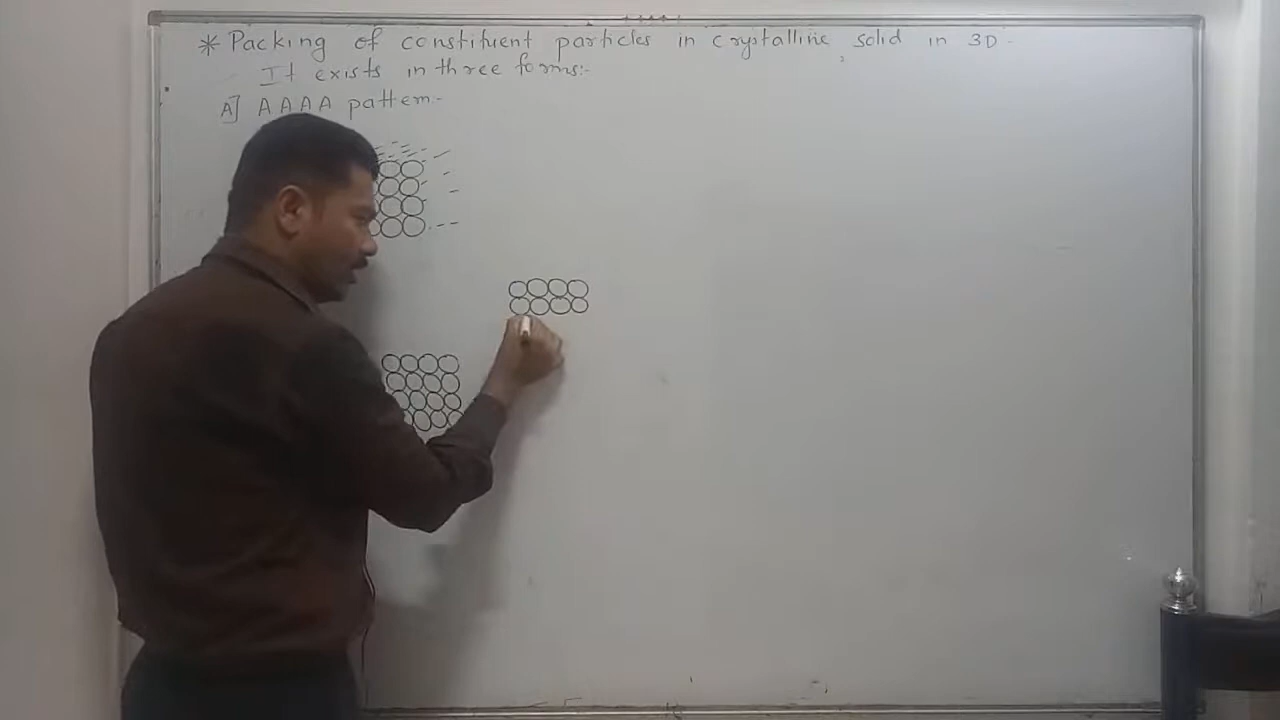 * Packing of constituent particles in crystalline solid in 3D -
It exists in three forms:-
A] AAAA pattern:-